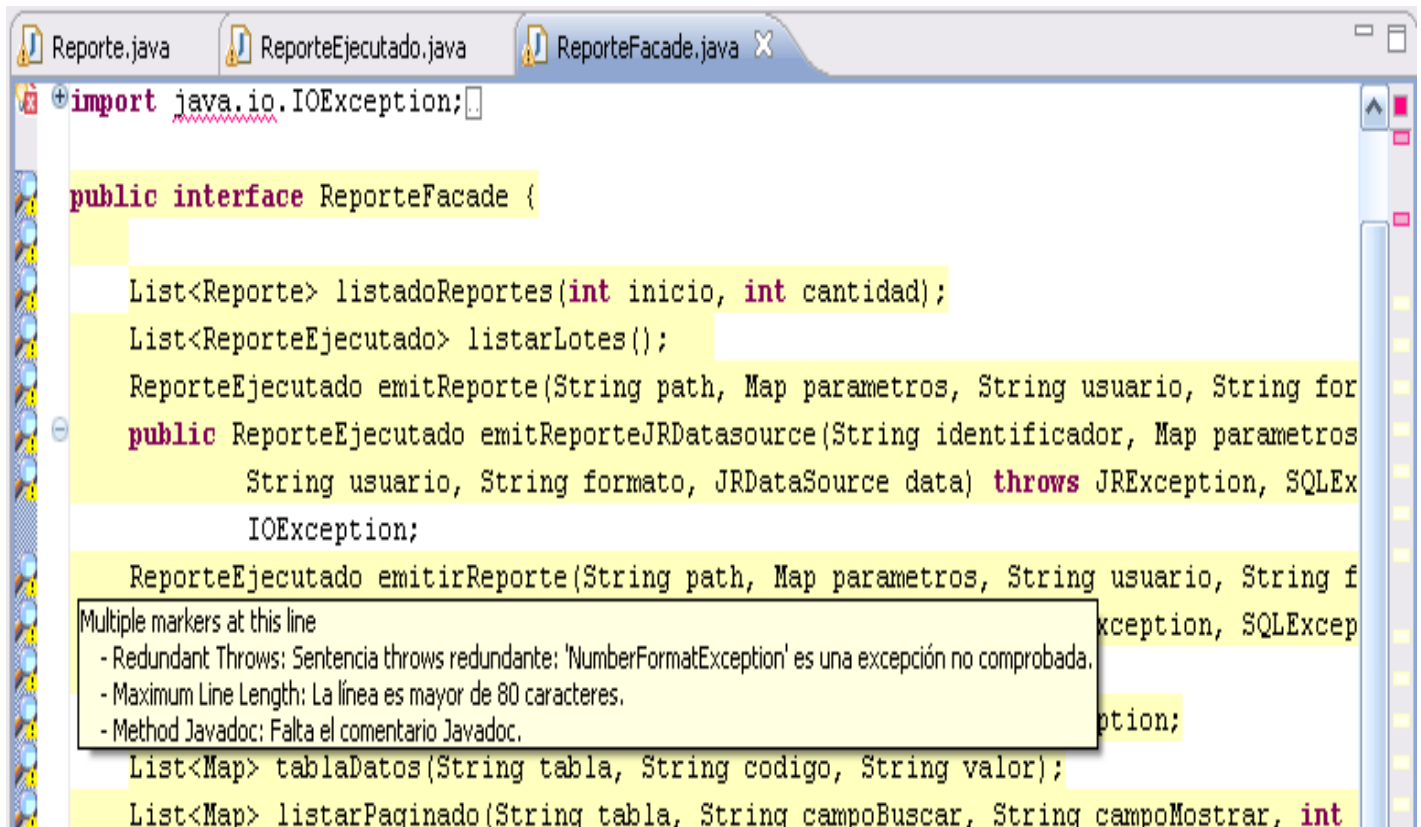 Reporte.java ReporteEjecutado.java ReporteFacade.java
import java.io.IOException;
public interface ReporteFacade {
List<Reporte> listadoReportes(int inicio, int cantidad);
List<ReporteEjecutado> listarLotes();
ReporteEjecutado emitReporte(String path, Map parametros, String usuario, String for
public ReporteEjecutado emitReporteJRDatasource(String identificador, Map parametros
String usuario, String formato, JRDataSource data) throws JRException, SQLEx
IOException;
ReporteEjecutado emitirReporte(String path, Map parametros, String usuario, String f
xception, SQLExcep
Multiple markers at this line
- Redundant Throws: Sentencia throws redundante: 'NumberFormatException' es una excepción no comprobada.
- Maximum Line Length: La línea es mayor de 80 caracteres.
- Method Javadoc: Falta el comentario Javadoc.
ption;
List<Map> tablaDatos(String tabla, String codigo, String valor);
List<Map> listarPaginado(String tabla, String campoBuscar, String campoMostrar, int